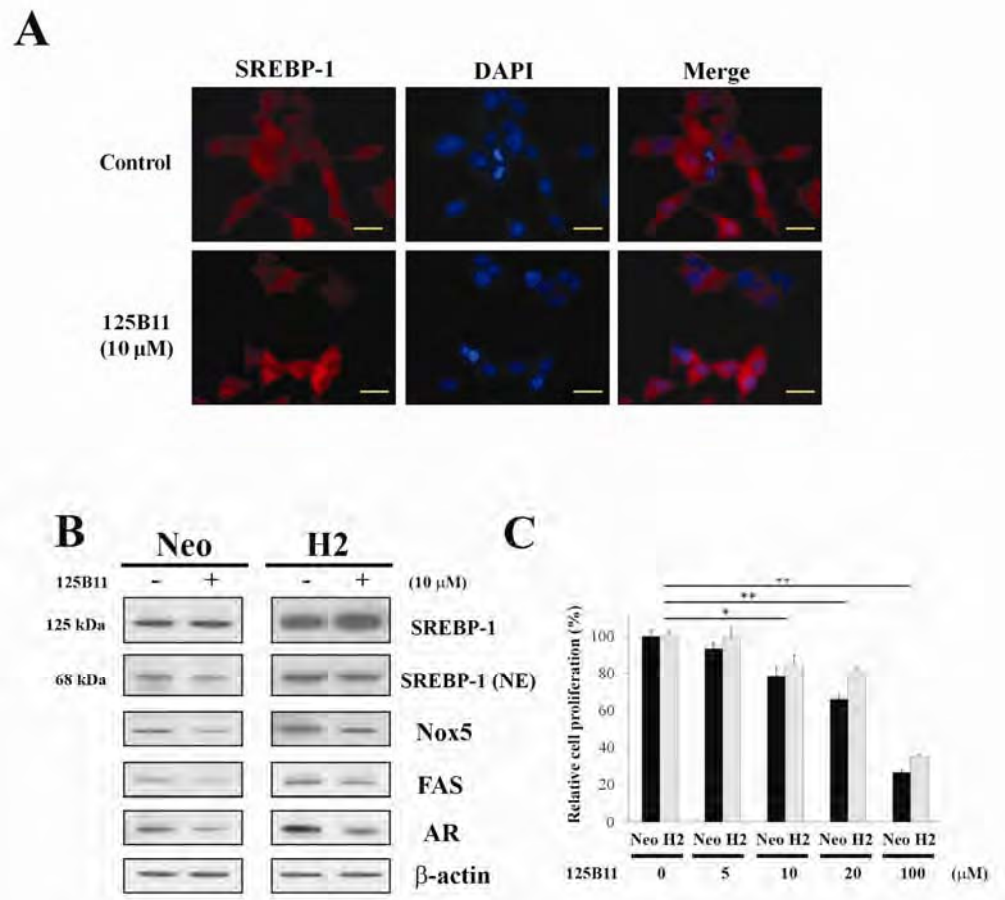 A
SREBP-1 DAPI Merge
Control
125B11
(10 μM)
B
Neo H2
125B11 - + - + (10 μM)
125 kDa SREBP-1
68 kDa SREBP-1 (NE)
Nox5
FAS
AR
β-actin
C
**
**
*
Relative cell proliferation (%)
100
80
60
40
20
0
Neo H2 Neo H2 Neo H2 Neo H2 Neo H2
125B11 0 5 10 20 100 (μM)